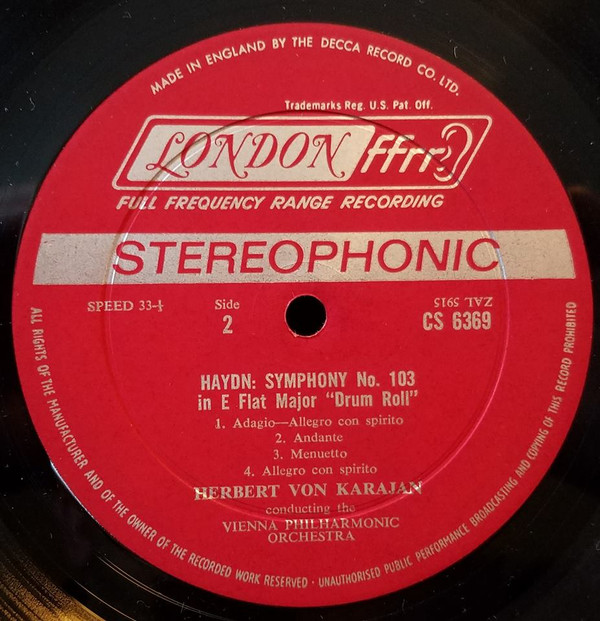 MADE IN ENGLAND BY THE DECCA RECORD CO. LTD.
Trademarks Reg. U.S. Pat. Off.
LONDON ffrr
FULL FREQUENCY RANGE RECORDING
STEREOPHONIC
SPEED 33-⅓ Side ZAL 5915
2 CS 6369
HAYDN: SYMPHONY No. 103
in E Flat Major "Drum Roll"
1. Adagio—Allegro con spirito
2. Andante
3. Menuetto
4. Allegro con spirito
HERBERT VON KARAJAN
conducting the
VIENNA PHILHARMONIC
ORCHESTRA
ALL RIGHTS OF THE MANUFACTURER AND OF THE OWNER OF THE RECORDED WORK RESERVED · UNAUTHORISED PUBLIC PERFORMANCE BROADCASTING AND COPYING OF THIS RECORD PROHIBITED